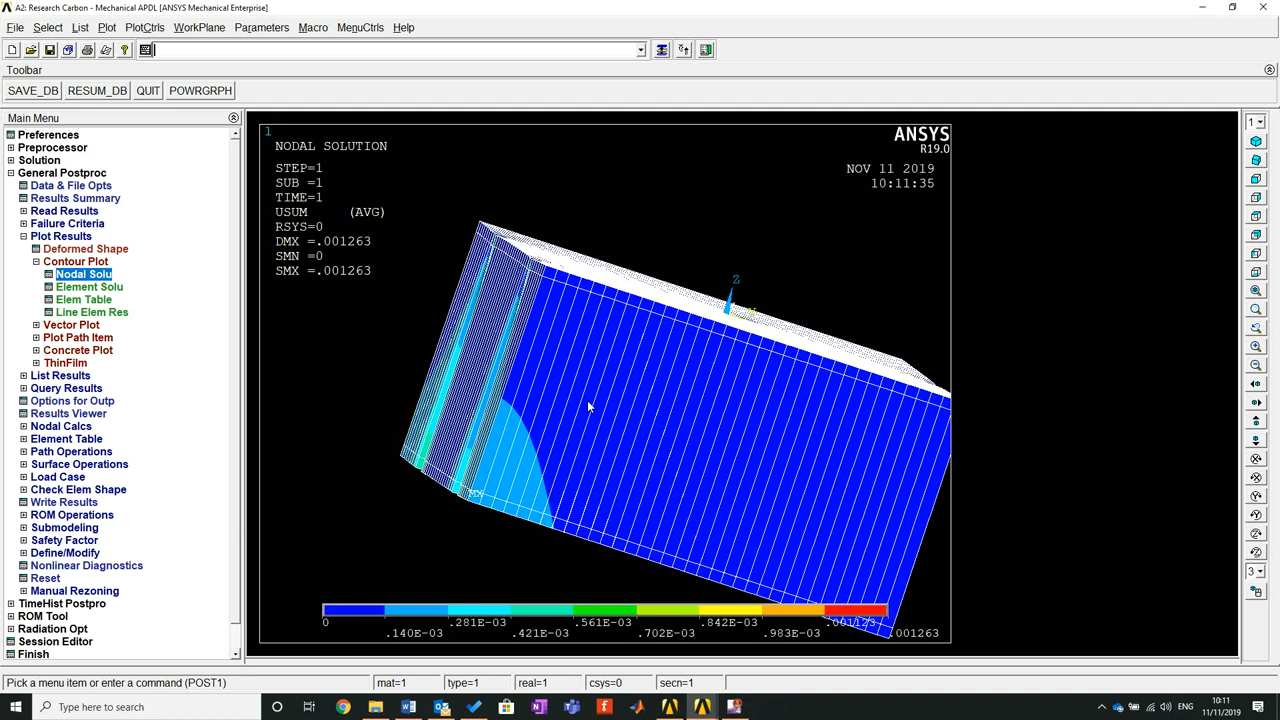 A2: Research Carbon - Mechanical APDL [ANSYS Mechanical Enterprise]
File Select List Plot PlotCtrls WorkPlane Parameters Macro MenuCtrls Help
Toolbar
SAVE_DB RESUM_DB QUIT POWRGRPH
Main Menu
Preferences
Preprocessor
Solution
General Postproc
Data & File Opts
Results Summary
Read Results
Failure Criteria
Plot Results
Deformed Shape
Contour Plot
Nodal Solu
Element Solu
Elem Table
Line Elem Res
Vector Plot
Plot Path Item
Concrete Plot
ThinFilm
List Results
Query Results
Options for Outp
Results Viewer
Nodal Calcs
Element Table
Path Operations
Surface Operations
Load Case
Check Elem Shape
Write Results
ROM Operations
Submodeling
Safety Factor
Define/Modify
Nonlinear Diagnostics
Reset
Manual Rezoning
TimeHist Postpro
ROM Tool
Radiation Opt
Session Editor
Finish
1
NODAL SOLUTION
STEP=1
SUB =1
TIME=1
USUM (AVG)
RSYS=0
DMX =.001263
SMN =0
SMX =.001263
ANSYS
R19.0
NOV 11 2019
10:11:35
Z
MX
0 .281E-03 .561E-03 .842E-03 .001123
.140E-03 .421E-03 .702E-03 .983E-03 .001263
1
3
Pick a menu item or enter a command (POST1) mat=1 type=1 real=1 csys=0 secn=1
Type here to search
ENG
10:11
11/11/2019